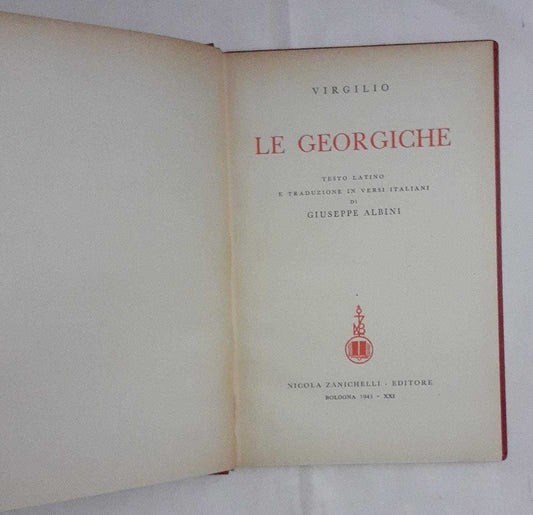 VIRGILIO
LE GEORGICHE
TESTO LATINO
E TRADUZIONE IN VERSI ITALIANI
DI
GIUSEPPE ALBINI
NICOLA ZANICHELLI - EDITORE
BOLOGNA 1943 - XXI